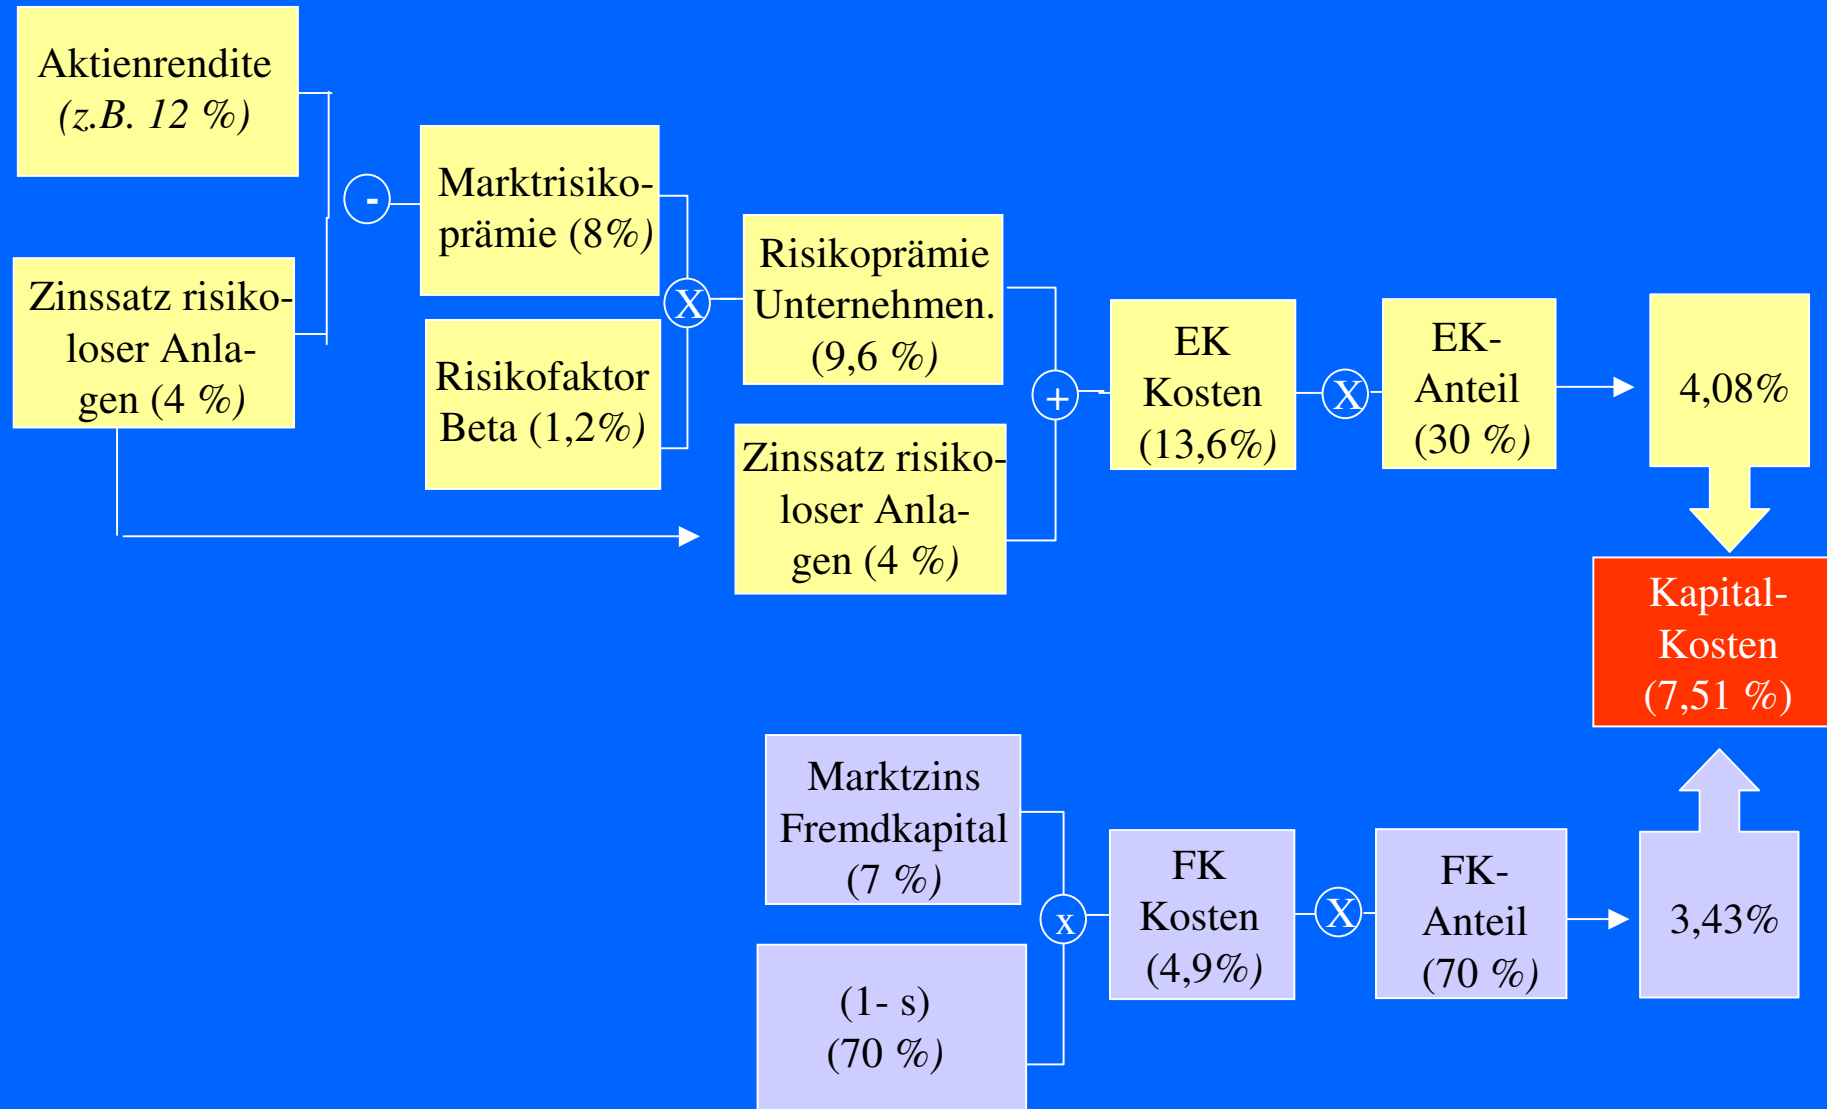 Aktienrendite
(z.B. 12 %)
-
Marktrisiko-
prämie (8%)
Zinssatz risiko-
loser Anla-
gen (4 %)
X
Risikofaktor
Beta (1,2%)
Risikoprämie
Unternehmen.
(9,6 %)
+
Zinssatz risiko-
loser Anla-
gen (4 %)
EK
Kosten
(13,6%)
X
EK-
Anteil
(30 %)
4,08%
Kapital-
Kosten
(7,51 %)
Marktzins
Fremdkapital
(7 %)
x
(1- s)
(70 %)
FK
Kosten
(4,9%)
X
FK-
Anteil
(70 %)
3,43%